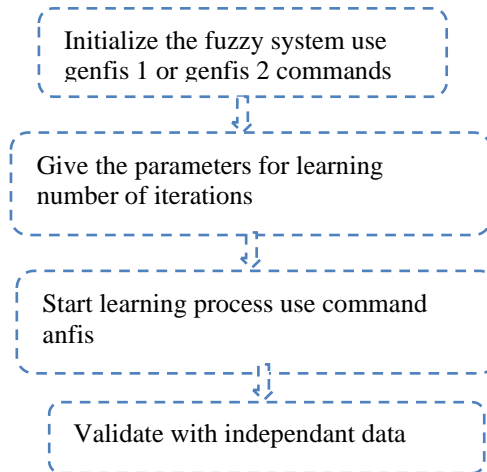 Initialize the fuzzy system use
genfis 1 or genfis 2 commands
Give the parameters for learning
number of iterations
Start learning process use command
anfis
Validate with independant data